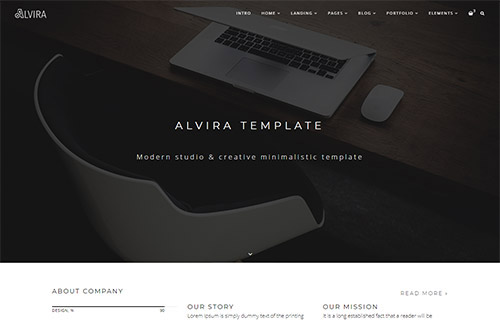 ALVIRA
INTRO HOME LANDING PAGES BLOG PORTFOLIO ELEMENTS
ALVIRA TEMPLATE
Modern studio & creative minimalistic template
ABOUT COMPANY
READ MORE »
DESIGN, %
OUR STORY
Lorem Ipsum is simply dummy text of the printing
OUR MISSION
It is a long established fact that a reader will be